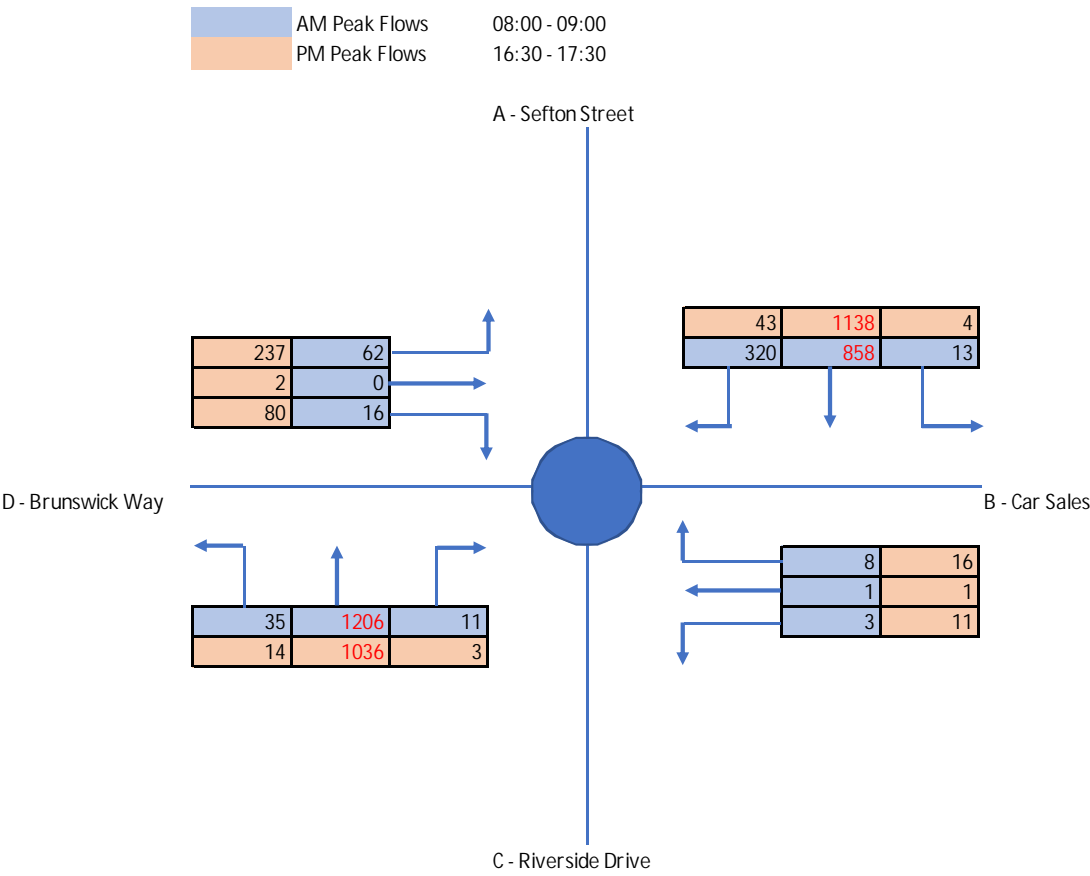 AM Peak Flows 08:00 - 09:00
PM Peak Flows 16:30 - 17:30
A - Sefton Street
43 1138 4
320 858 13
237 62
2 0
80 16
D - Brunswick Way
B - Car Sales
8 16
1 1
3 11
35 1206 11
14 1036 3
C - Riverside Drive